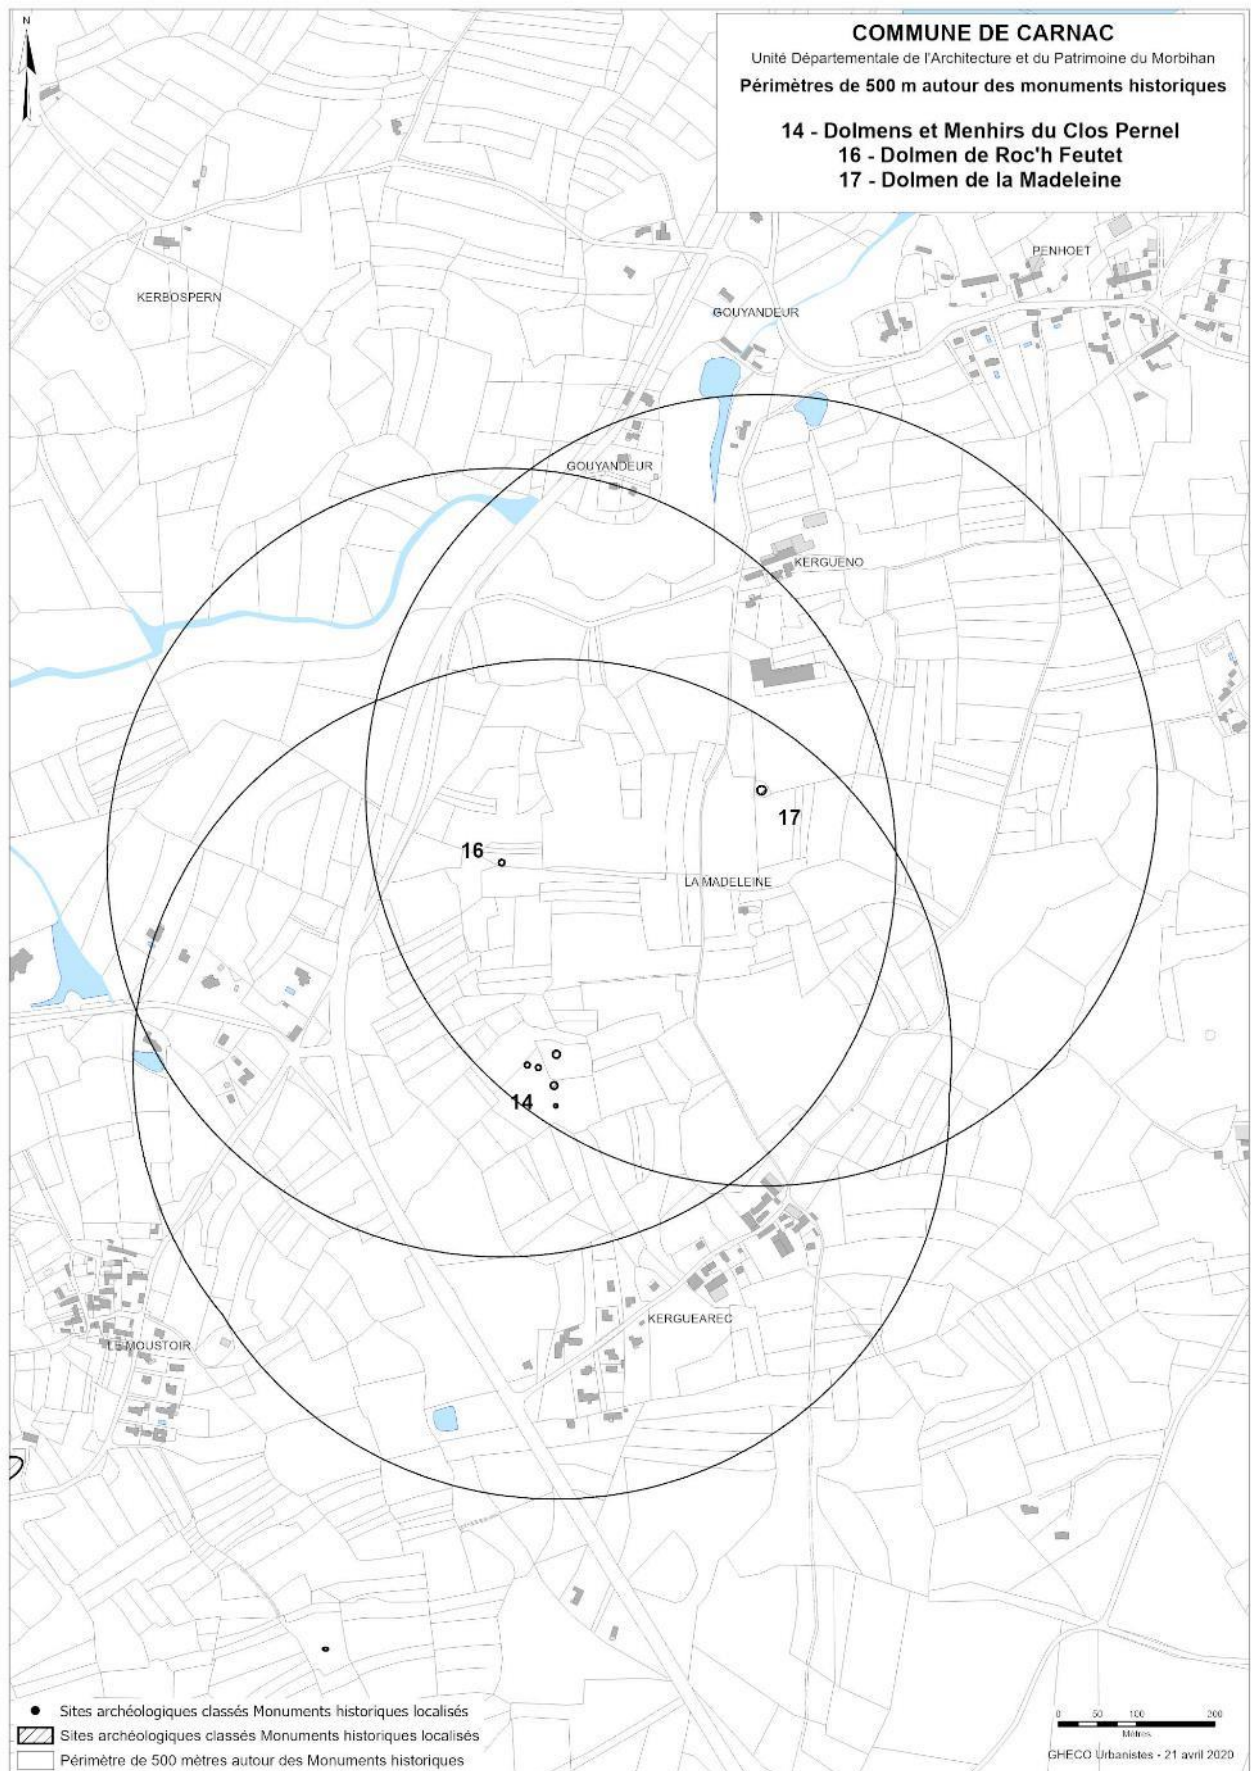 N
COMMUNE DE CARNAC
Unité Départementale de l'Architecture et du Patrimoine du Morbihan
Périmètres de 500 m autour des monuments historiques
14 - Dolmens et Menhirs du Clos Pernel
16 - Dolmen de Roc'h Feutet
17 - Dolmen de la Madeleine
PENHOET
KERBOSPERN
GOUYANDEUR
GOUYANDEUR
KERGUENO
17
16
LA MADELEINE
14
KERGUEAREC
LE MOUSTOIR
Sites archéologiques classés Monuments historiques localisés
Sites archéologiques classés Monuments historiques localisés
Périmètre de 500 mètres autour des Monuments historiques
0 50 100 200
Mètres
GHECO Urbanistes - 21 avril 2020